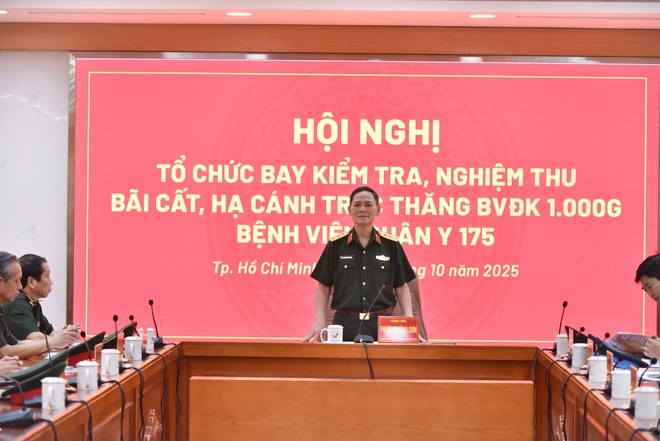 HỘI NGHỊ
TỔ CHỨC BAY KIỂM TRA, NGHIỆM THU
BÃI CẤT, HẠ CÁNH TRỰC THĂNG BVĐK 1.000G
BỆNH VIỆN QUÂN Y 175
Tp. Hồ Chí Minh, 10 năm 2025